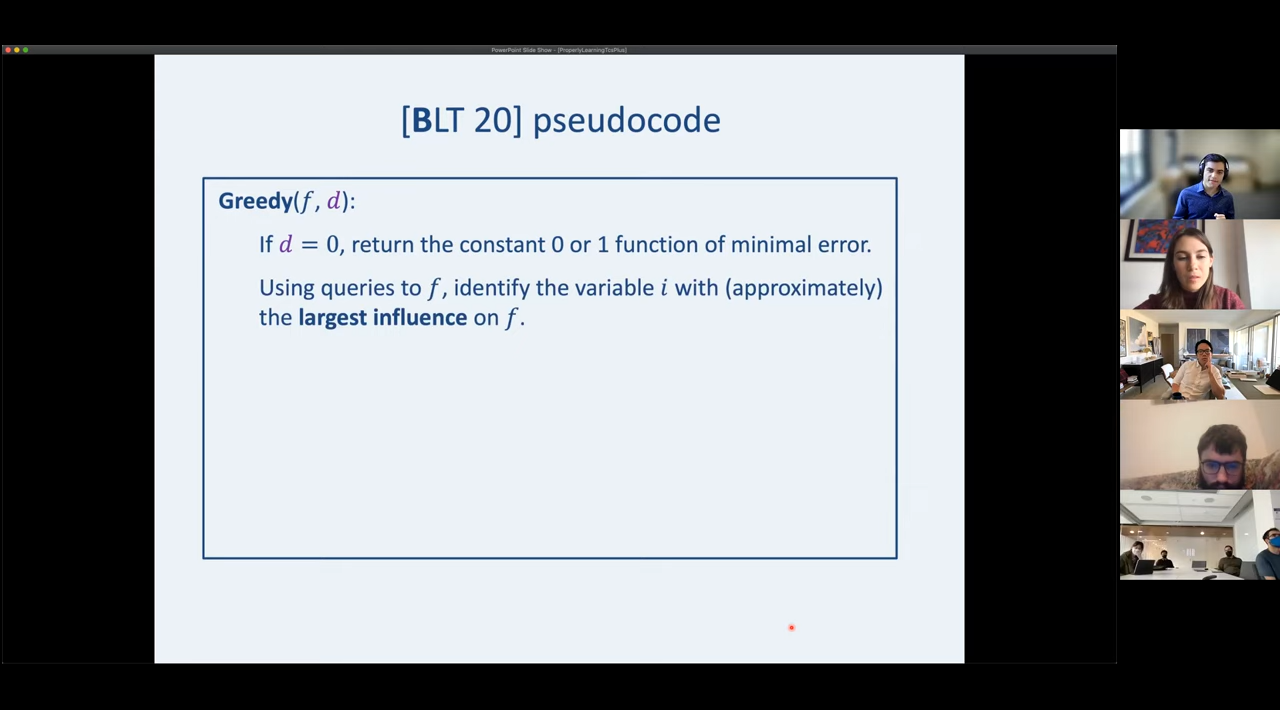 PowerPoint Slide Show - [ProperlyLearningTcsPlus]
[BLT 20] pseudocode
Greedy(f, d):
If d = 0, return the constant 0 or 1 function of minimal error.
Using queries to f, identify the variable i with (approximately)
the largest influence on f.